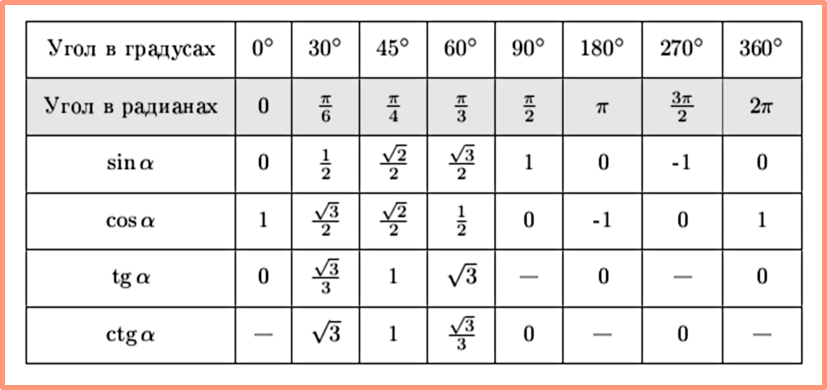 Угол в градусах 0° 30° 45° 60° 90° 180° 270° 360°
Угол в радианах 0 π/6 π/4 π/3 π/2 π 3π/2 2π
sin α 0 1/2 √2/2 √3/2 1 0 -1 0
cos α 1 √3/2 √2/2 1/2 0 -1 0 1
tg α 0 √3/3 1 √3 — 0 — 0
ctg α — √3 1 √3/3 0 — 0 —